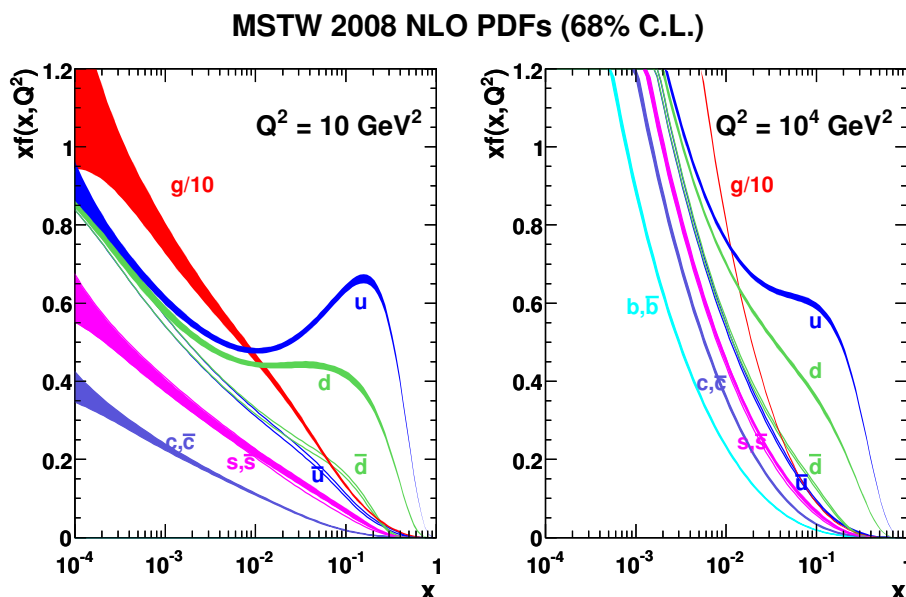 MSTW 2008 NLO PDFs (68% C.L.)
xf(x,Q²)
1.2
1
0.8
0.6
0.4
0.2
0
10⁻⁴
10⁻³
10⁻²
10⁻¹
1
x
Q² = 10 GeV²
g/10
u
d
d̅
u̅
s,s̅
c,c̅
xf(x,Q²)
1.2
1
0.8
0.6
0.4
0.2
0
10⁻⁴
10⁻³
10⁻²
10⁻¹
1
x
Q² = 10⁴ GeV²
g/10
b,b̅
u
d
c,c̅
s,s̅
d̅
u̅